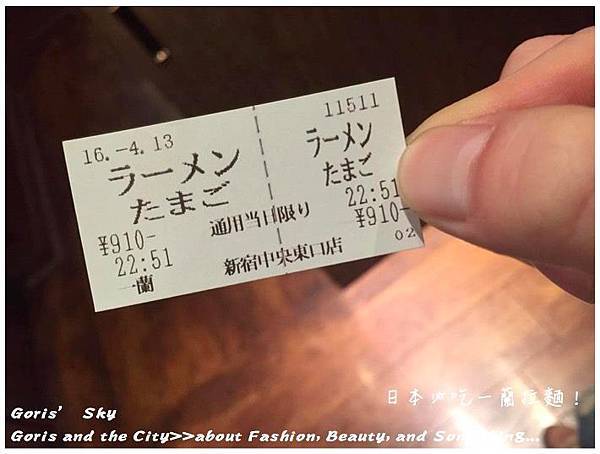 16.-4.13
ラーメン
たまご
¥910-
22:51
一蘭
通用当日限り
新宿中央東口店
11511
ラーメン
たまご
22:51
¥910-
02
日本必吃一蘭拉麵！
Goris' Sky
Goris and the City>>about Fashion, Beauty, and Something...